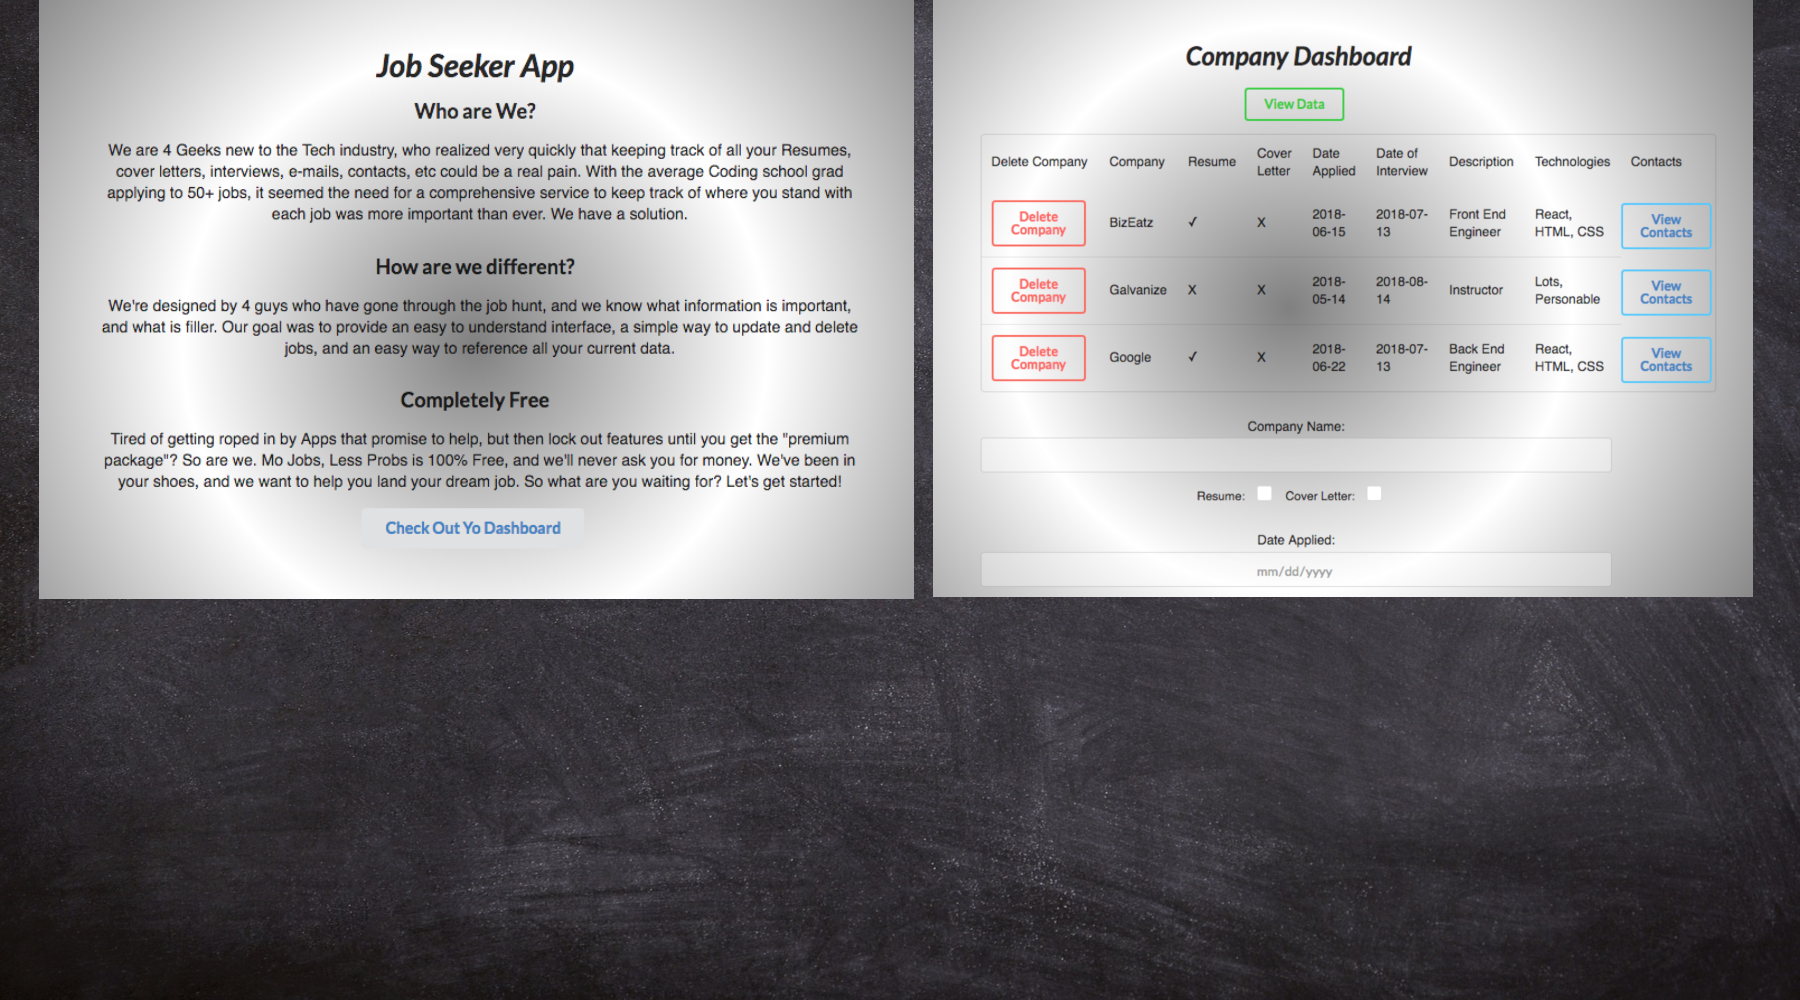 Job Seeker App
Who are We?
We are 4 Geeks new to the Tech industry, who realized very quickly that keeping track of all your Resumes,
cover letters, interviews, e-mails, contacts, etc could be a real pain. With the average Coding school grad
applying to 50+ jobs, it seemed the need for a comprehensive service to keep track of where you stand with
each job was more important than ever. We have a solution.
How are we different?
We're designed by 4 guys who have gone through the job hunt, and we know what information is important,
and what is filler. Our goal was to provide an easy to understand interface, a simple way to update and delete
jobs, and an easy way to reference all your current data.
Completely Free
Tired of getting roped in by Apps that promise to help, but then lock out features until you get the "premium
package"? So are we. Mo Jobs, Less Probs is 100% Free, and we'll never ask you for money. We've been in
your shoes, and we want to help you land your dream job. So what are you waiting for? Let's get started!
Check Out Yo Dashboard
Company Dashboard
View Data
Delete Company Company Resume Cover Letter Date Applied Date of Interview Description Technologies Contacts
Delete Company BizEatz ✓ X 2018-06-15 2018-07-13 Front End Engineer React, HTML, CSS View Contacts
Delete Company Galvanize X X 2018-05-14 2018-08-14 Instructor Lots, Personable View Contacts
Delete Company Google ✓ X 2018-06-22 2018-07-13 Back End Engineer React, HTML, CSS View Contacts
Company Name:
Resume: Cover Letter:
Date Applied:
mm/dd/yyyy